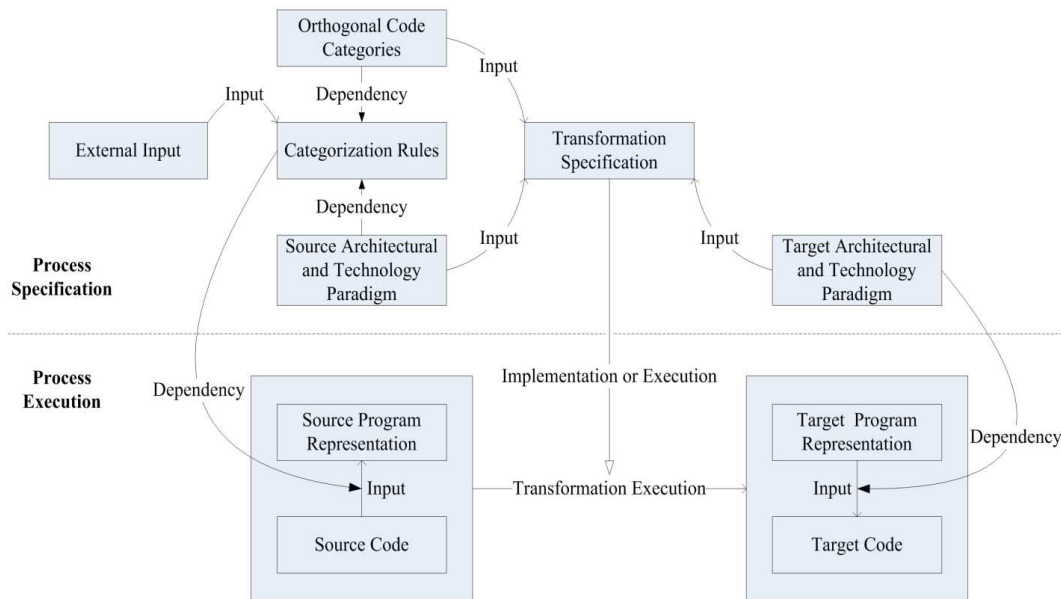 Orthogonal Code
Categories
Input
Input
Dependency
External Input
Categorization Rules
Transformation
Specification
Dependency
Input
Input
Source Architectural
and Technology
Paradigm
Target Architectural
and Technology
Paradigm
Process
Specification
Process
Execution
Implementation or Execution
Dependency
Source Program
Representation
Target Program
Representation
Dependency
Input
Transformation Execution
Input
Source Code
Target Code